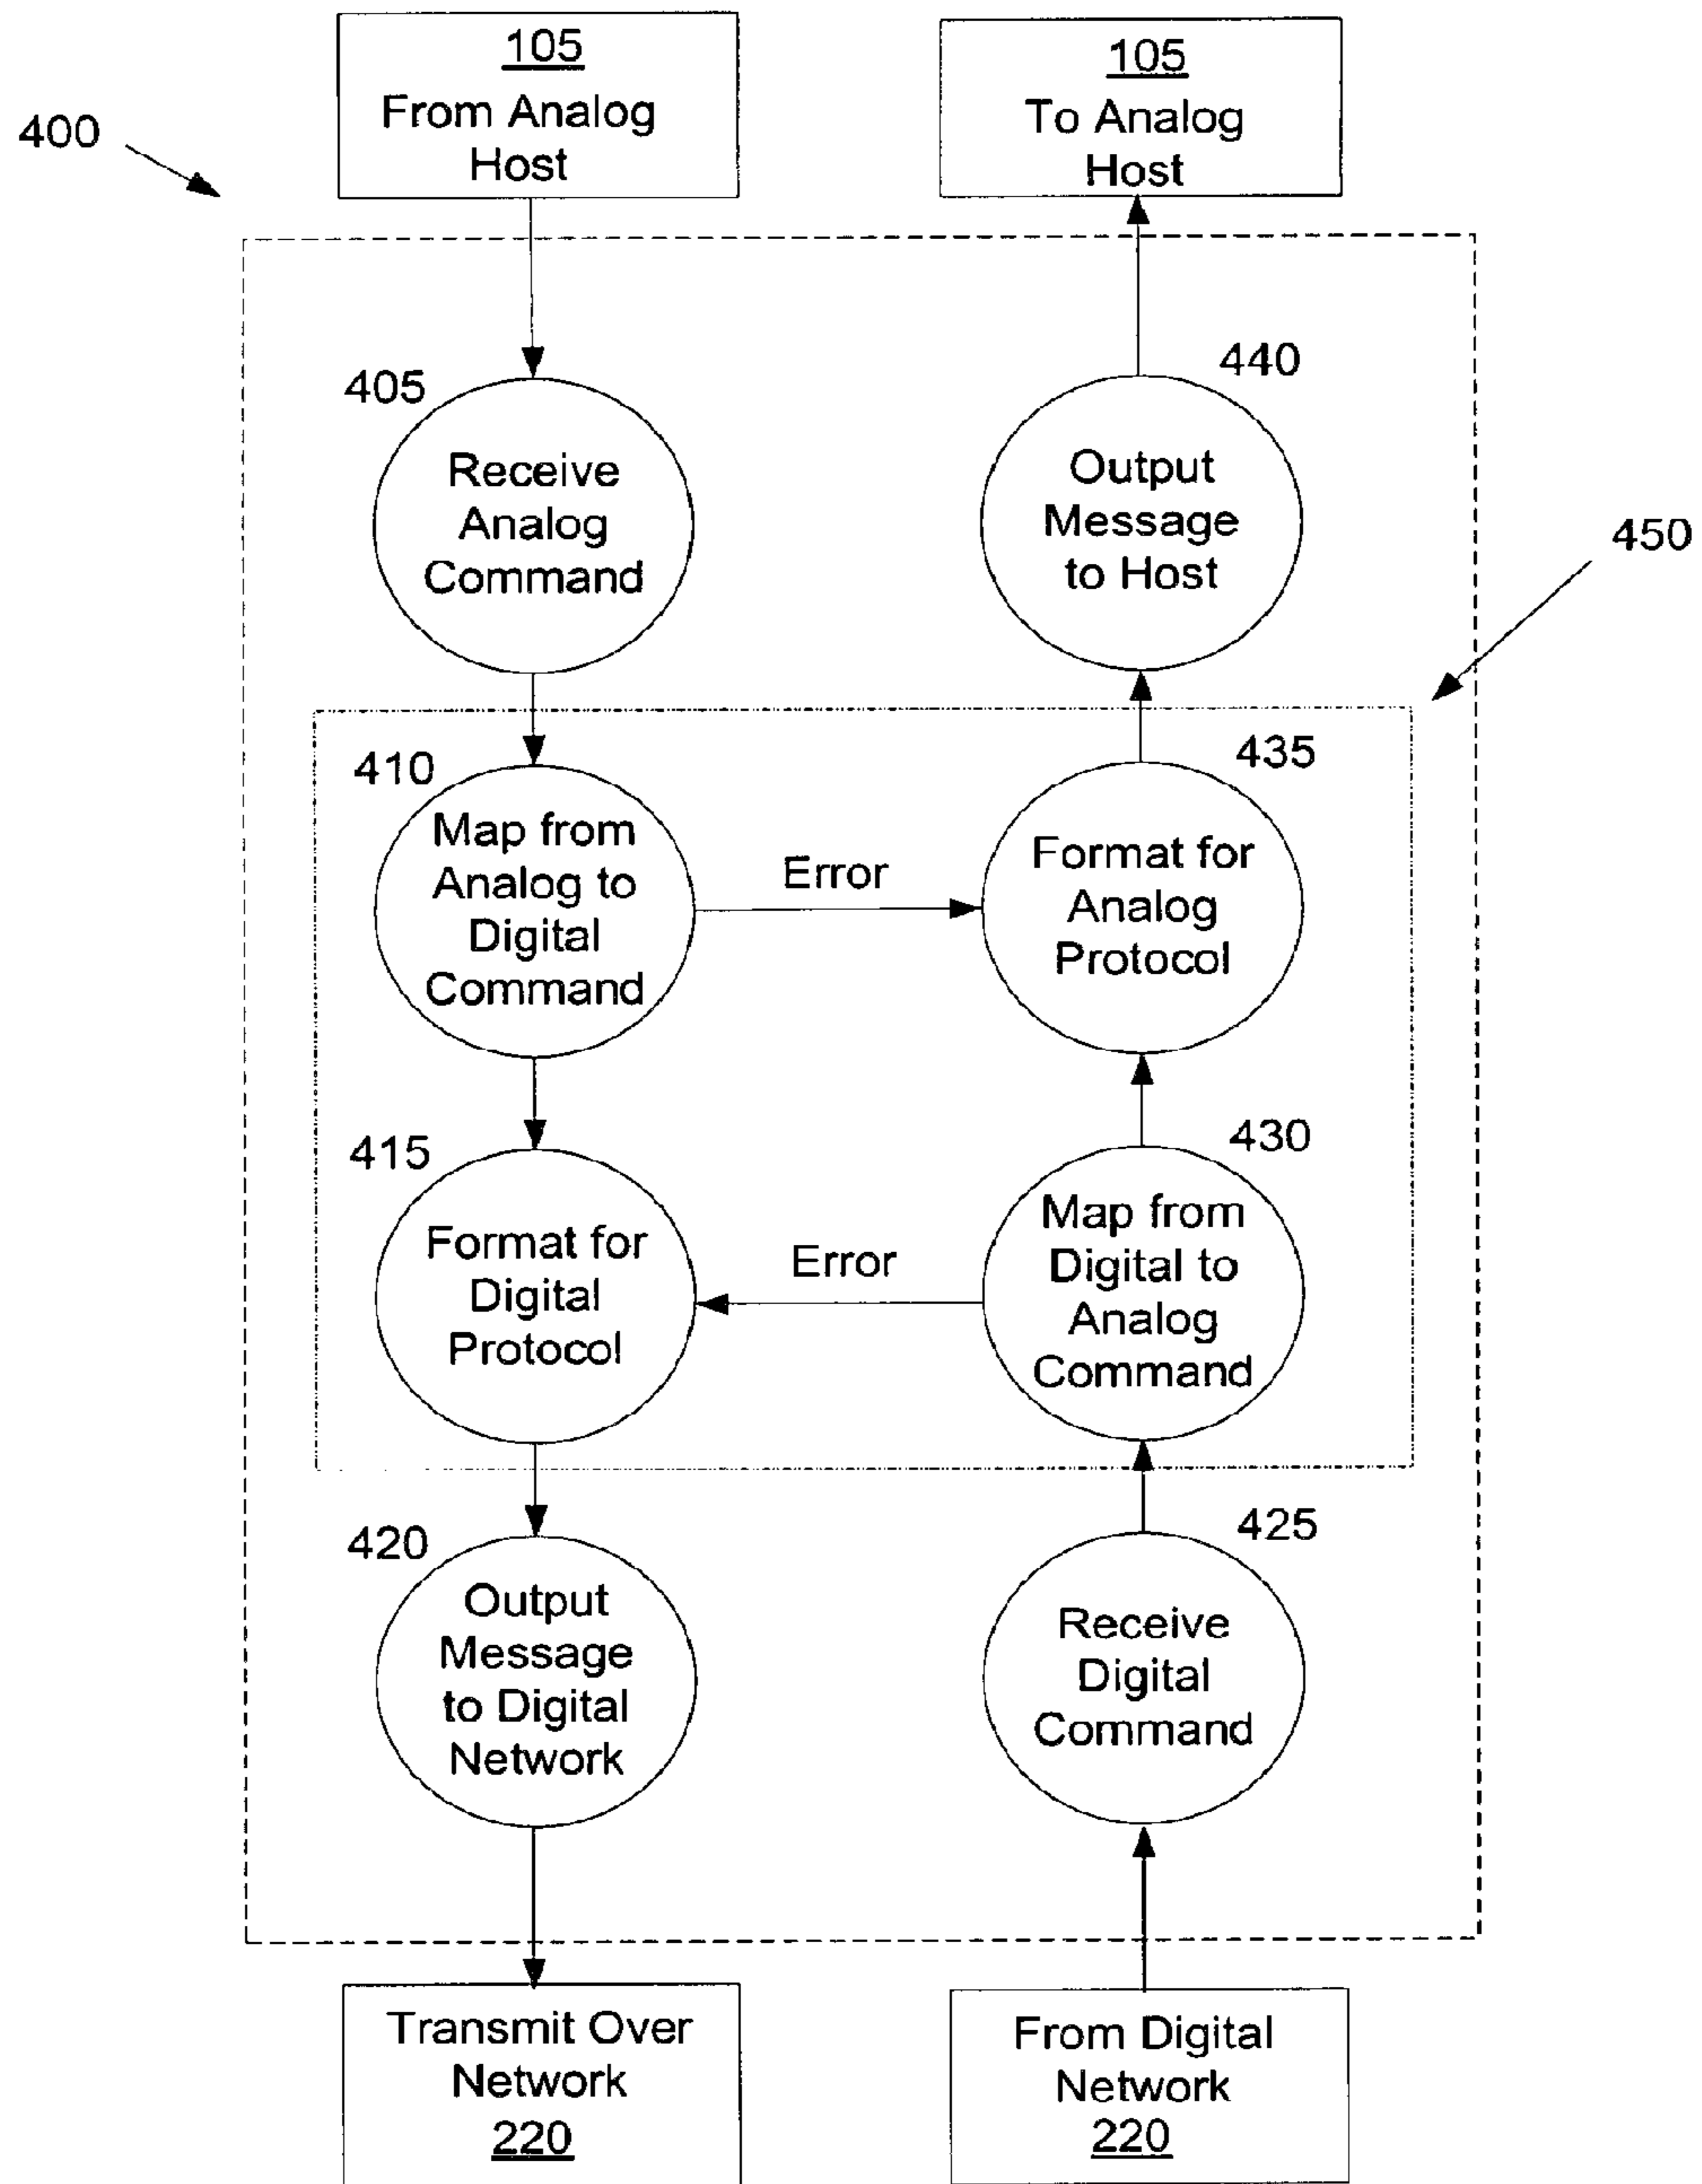 105
From Analog
Host
105
To Analog
Host
400
405
Receive
Analog
Command
440
Output
Message
to Host
450
410
Map from
Analog to
Digital
Command
Error
435
Format for
Analog
Protocol
415
Format for
Digital
Protocol
Error
430
Map from
Digital to
Analog
Command
420
Output
Message
to Digital
Network
425
Receive
Digital
Command
Transmit Over
Network
220
From Digital
Network
220